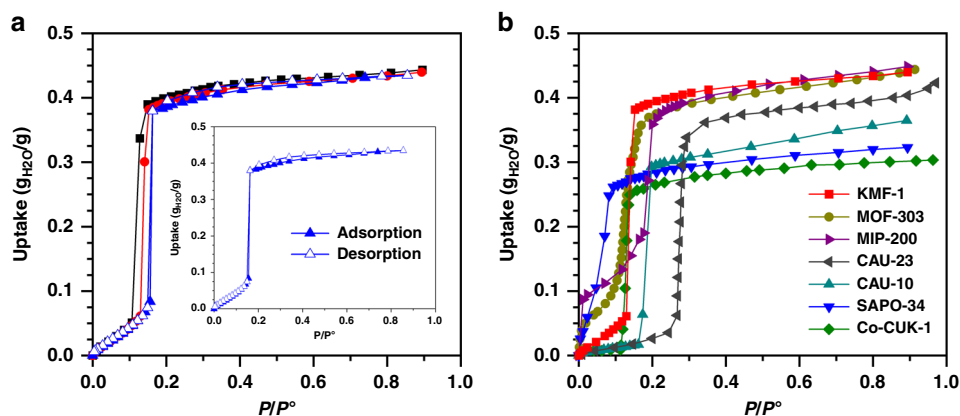 a
0.5
0.4
0.3
0.2
0.1
0.0
Uptake (gH2O/g)
0.0 0.2 0.4 0.6 0.8 1.0
P/P°
0.5
0.4
0.3
0.2
0.1
0.0
Uptake (gH2O/g)
Adsorption
Desorption
0.0 0.2 0.4 0.6 0.8 1.0
P/P°
b
0.5
0.4
0.3
0.2
0.1
0.0
Uptake (gH2O/g)
KMF-1
MOF-303
MIP-200
CAU-23
CAU-10
SAPO-34
Co-CUK-1
0.0 0.2 0.4 0.6 0.8 1.0
P/P°